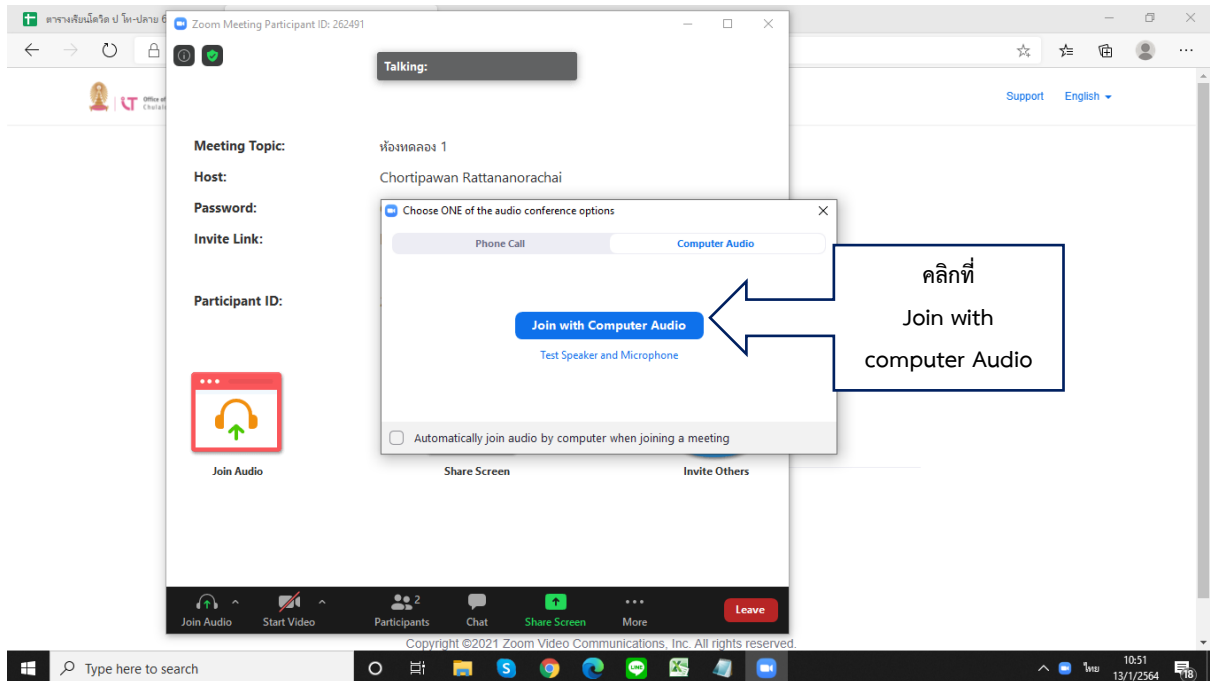 ตารางเรียนโควิด ป โท-ปลาย 6
Zoom Meeting Participant ID: 262491
Talking:
Support English
Meeting Topic: ห้องทดลอง 1
Host: Chortipawan Rattananorachai
Password:
Invite Link:
Participant ID:
Choose ONE of the audio conference options
Phone Call Computer Audio
Join with Computer Audio
Test Speaker and Microphone
Automatically join audio by computer when joining a meeting
คลิกที่
Join with
computer Audio
Join Audio Share Screen Invite Others
2
Join Audio Start Video Participants Chat Share Screen More Leave
Copyright ©2021 Zoom Video Communications, Inc. All rights reserved.
Type here to search
ไทย
10:51
13/1/2564
18